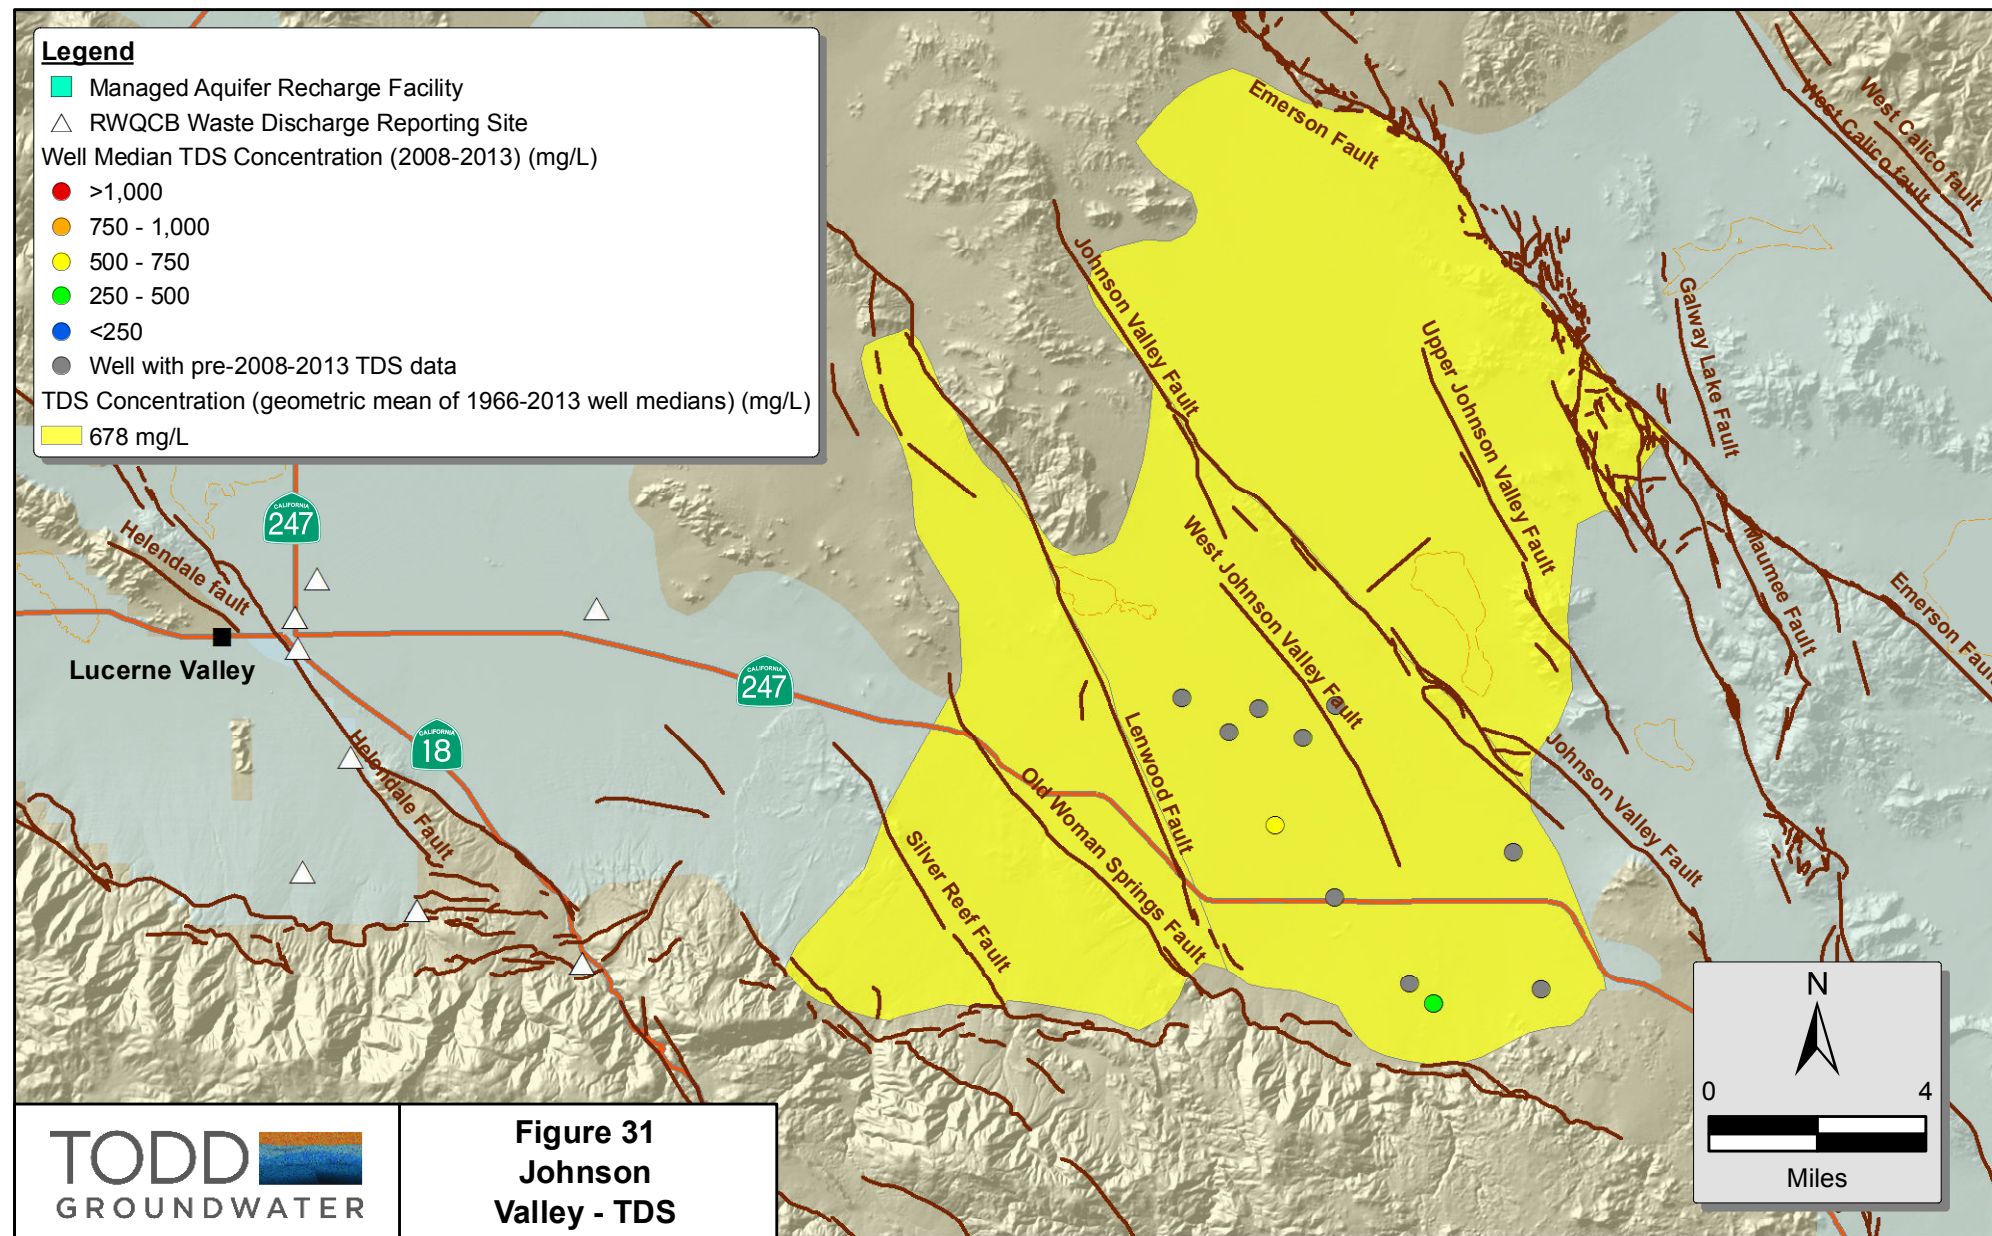 Legend
Managed Aquifer Recharge Facility
RWQCB Waste Discharge Reporting Site
Well Median TDS Concentration (2008-2013) (mg/L)
>1,000
750 - 1,000
500 - 750
250 - 500
<250
Well with pre-2008-2013 TDS data
TDS Concentration (geometric mean of 1966-2013 well medians) (mg/L)
678 mg/L
Emerson Fault
West Calico fault
West Calico fault
Johnson Valley Fault
Galway Lake Fault
Upper Johnson Valley Fault
CALIFORNIA
247
Helendale fault
West Johnson Valley Fault
Maumee Fault
Emerson Fault
Lucerne Valley
CALIFORNIA
247
CALIFORNIA
18
Helendale Fault
Lenwood Fault
Old Woman Springs Fault
Johnson Valley Fault
Silver Reef Fault
N
0 4
Miles
TODD
GROUNDWATER
Figure 31
Johnson
Valley - TDS